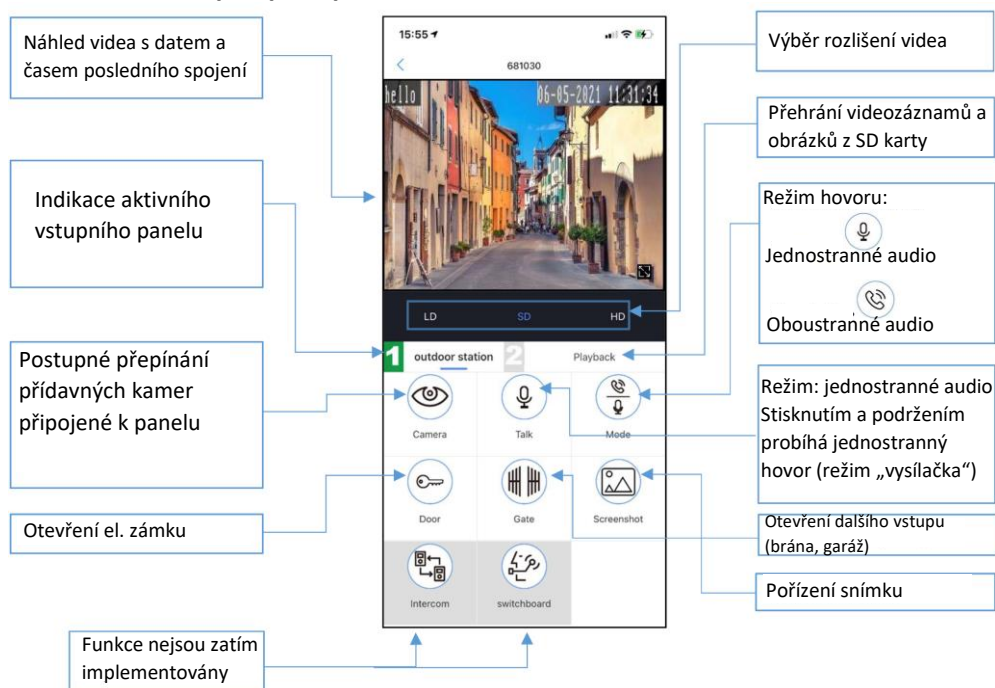 Náhled videa s datem a
časem posledního spojení
Indikace aktivního
vstupního panelu
Postupné přepínání
přídavných kamer
připojené k panelu
Otevření el. zámku
Funkce nejsou zatím
implementovány
15:55
681030
hello 06-05-2021 11:31:34
LD SD HD
1 outdoor station 2 Playback
Camera Talk Mode
Door Gate Screenshot
Intercom switchboard
Výběr rozlišení videa
Přehrání videozáznamů a
obrázků z SD karty
Režim hovoru:
Jednostranné audio
Oboustranné audio
Režim: jednostranné audio
Stisknutím a podržením
probíhá jednostranný
hovor (režim „vysílačka“)
Otevření dalšího vstupu
(brána, garáž)
Pořízení snímku